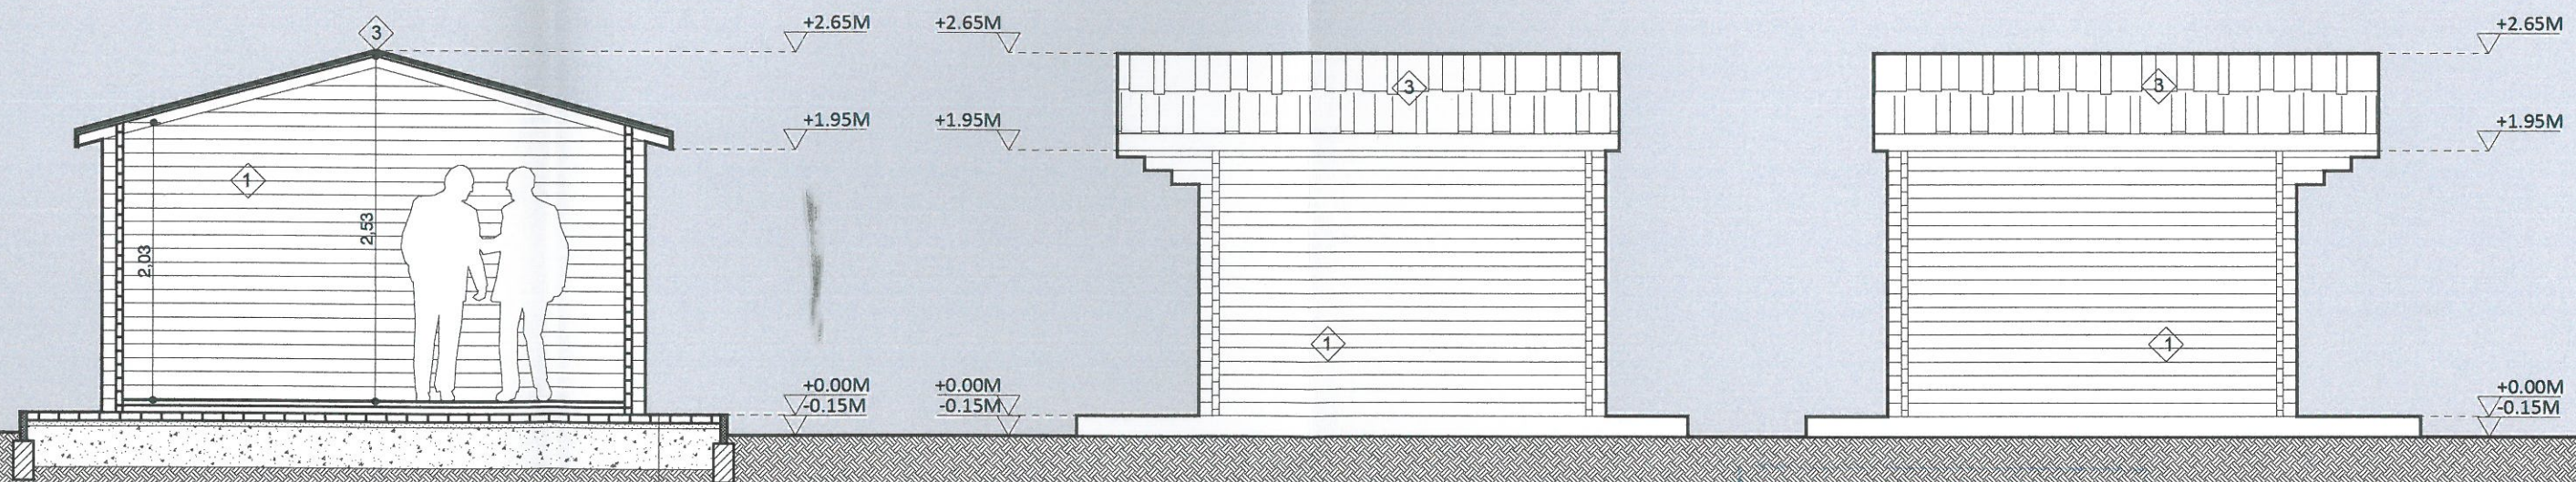 3
+2.65M
+1.95M
1
2,53
2,03
+0.00M
-0.15M
+2.65M
+1.95M
3
1
+0.00M
-0.15M
3
1
+2.65M
+1.95M
+0.00M
-0.15M